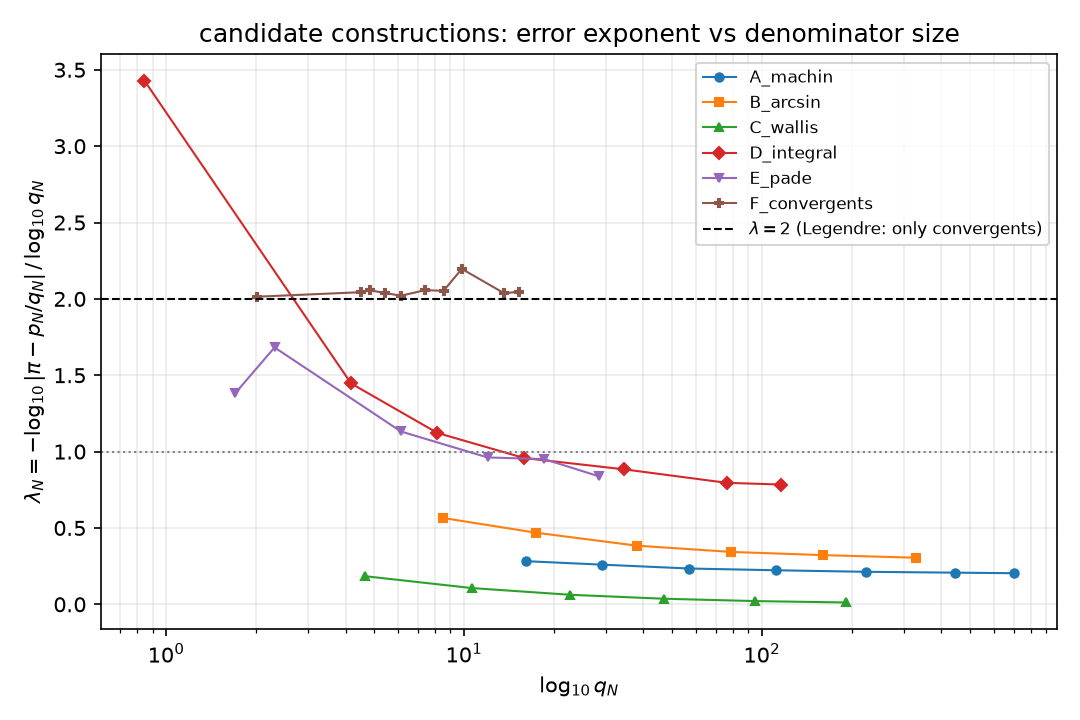 candidate constructions: error exponent vs denominator size
λ_N = −log₁₀ |π − p_N/q_N| / log₁₀ q_N
3.5
3.0
2.5
2.0
1.5
1.0
0.5
0.0
A_machin
B_arcsin
C_wallis
D_integral
E_pade
F_convergents
λ = 2 (Legendre: only convergents)
10⁰ 10¹ 10²
log₁₀ q_N